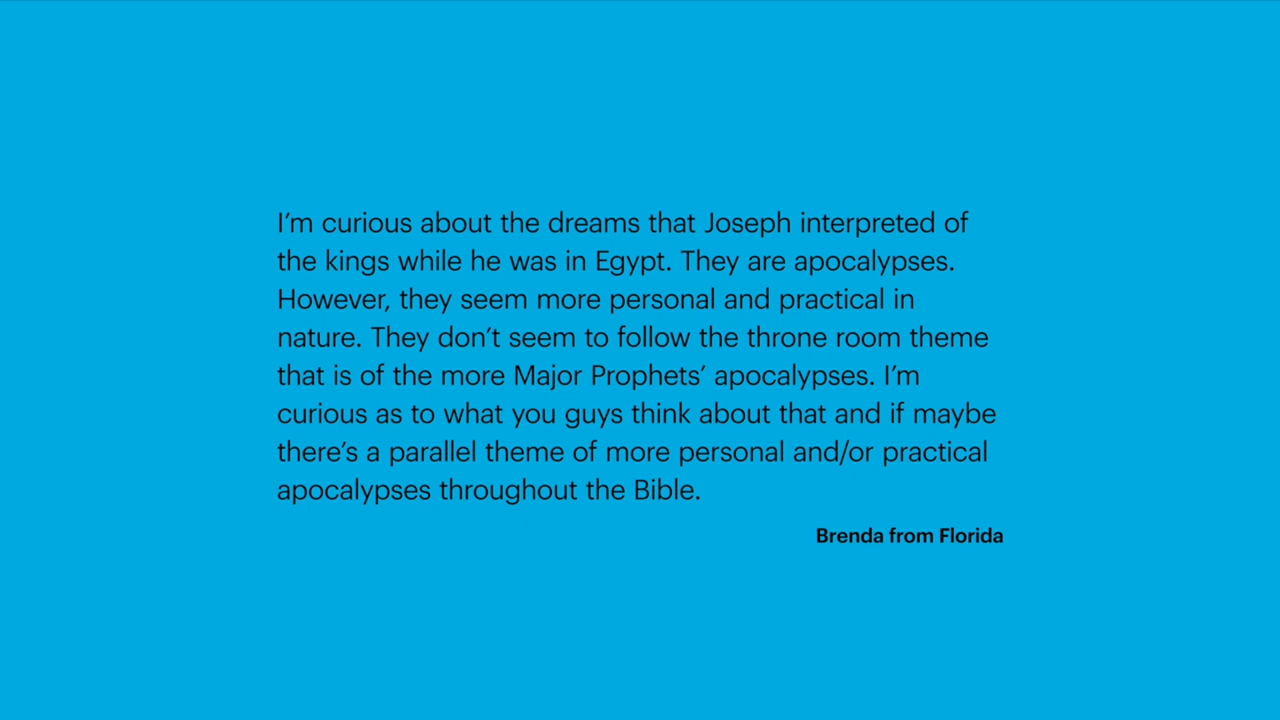 I’m curious about the dreams that Joseph interpreted of
the kings while he was in Egypt. They are apocalypses.
However, they seem more personal and practical in
nature. They don’t seem to follow the throne room theme
that is of the more Major Prophets’ apocalypses. I’m
curious as to what you guys think about that and if maybe
there’s a parallel theme of more personal and/or practical
apocalypses throughout the Bible.
Brenda from Florida